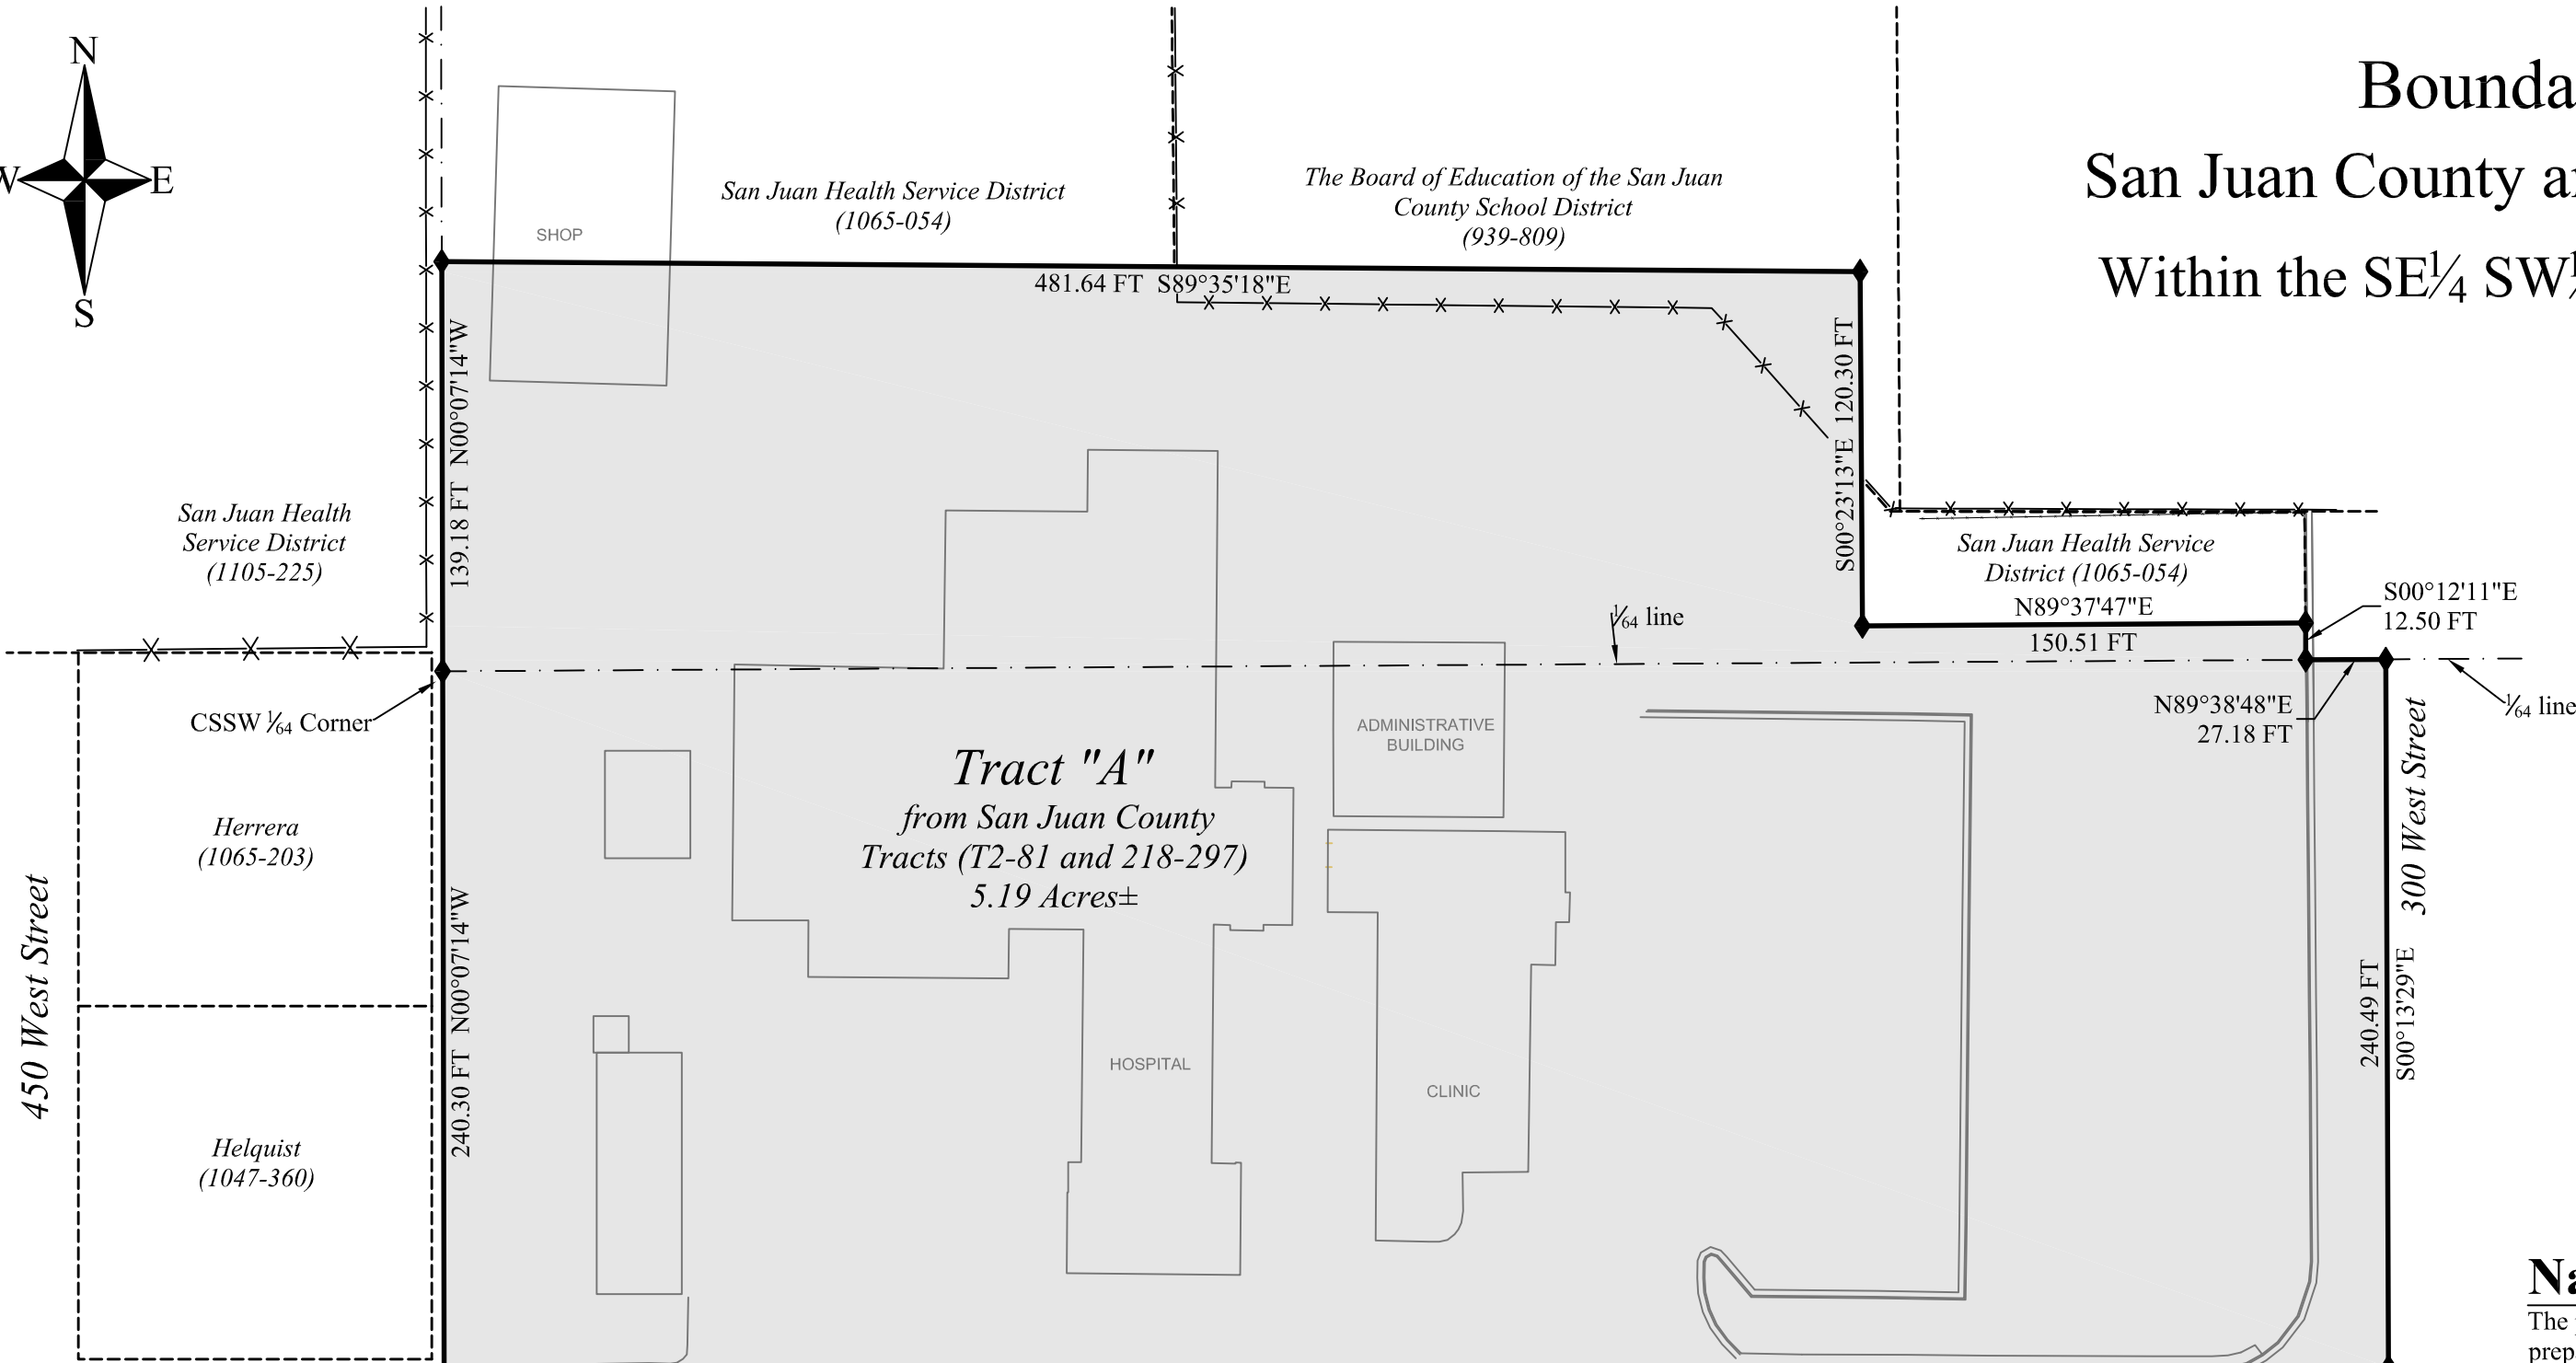 N
W
E
S
Bounda
San Juan County a
Within the SE¼ SW
San Juan Health Service District
(1065-054)
The Board of Education of the San Juan
County School District
(939-809)
SHOP
481.64 FT S89°35'18"E
139.18 FT N00°07'14"W
S00°23'13"E 120.30 FT
San Juan Health
Service District
(1105-225)
San Juan Health Service
District (1065-054)
N89°37'47"E
150.51 FT
S00°12'11"E
12.50 FT
1⁄64 line
CSSW 1⁄64 Corner
N89°38'48"E
27.18 FT
1⁄64 line
300 West Street
ADMINISTRATIVE
BUILDING
Tract "A"
from San Juan County
Tracts (T2-81 and 218-297)
5.19 Acres±
Herrera
(1065-203)
450 West Street
240.30 FT N00°07'14"W
240.49 FT
S00°13'29"E
HOSPITAL
CLINIC
Helquist
(1047-360)
Na
The
prep